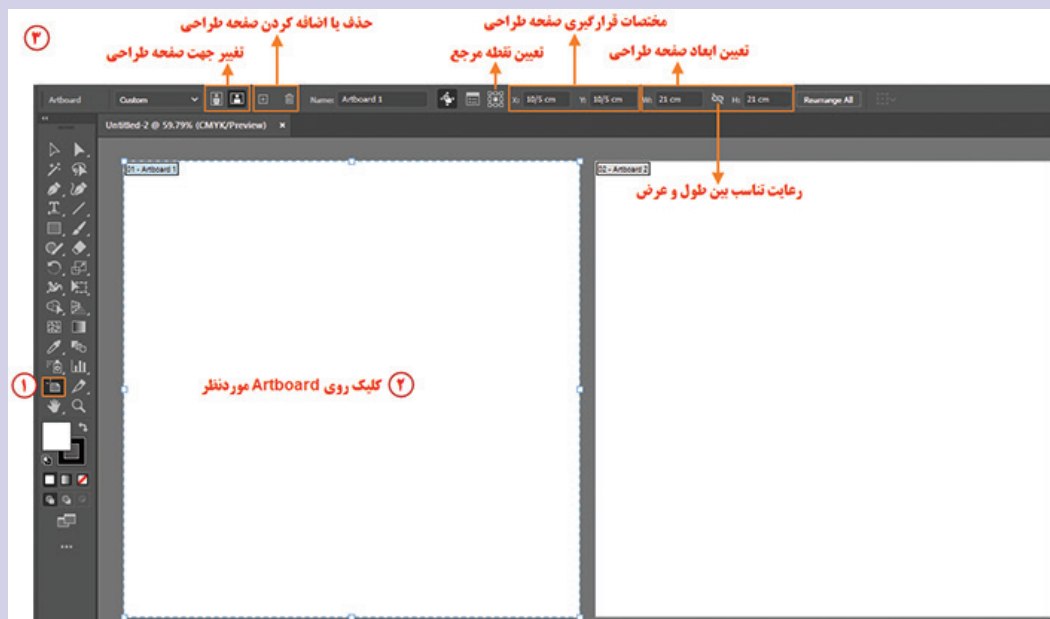 ۳
حذف یا اضافه کردن صفحه طراحی
مختصات قرارگیری صفحه طراحی
تغییر جهت صفحه طراحی
تعیین نقطه مرجع
تعیین ابعاد صفحه طراحی
Artboard Custom Name: Artboard 1 X: 10/5 cm Y: 10/5 cm W: 21 cm H: 21 cm Rearrange All
Untitled-2 @ 59.79% (CMYK/Preview) ×
01 - Artboard 1
02 - Artboard 2
رعایت تناسب بین طول و عرض
۱
۲ کلیک روی Artboard موردنظر